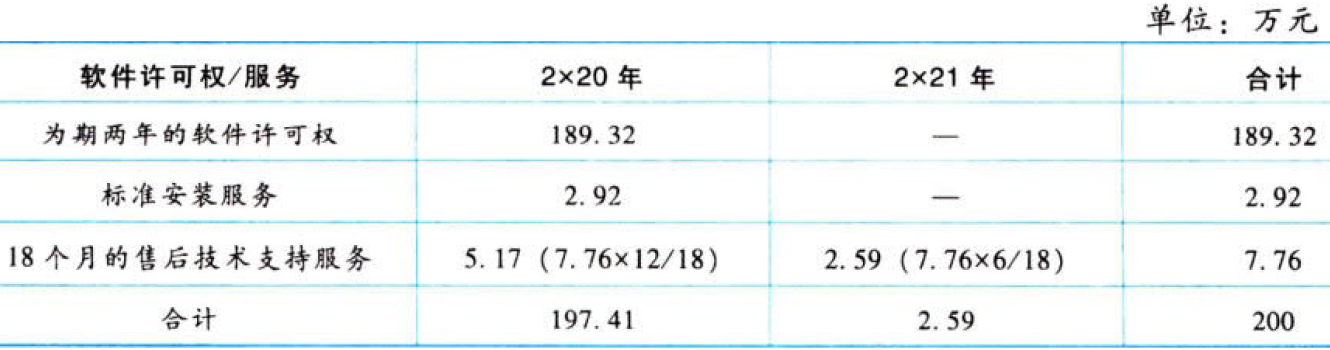 单位：万元
软件许可权/服务 2×20 年 2×21 年 合计
为期两年的软件许可权 189.32 — 189.32
标准安装服务 2.92 — 2.92
18 个月的售后技术支持服务 5.17 (7.76×12/18) 2.59 (7.76×6/18) 7.76
合计 197.41 2.59 200